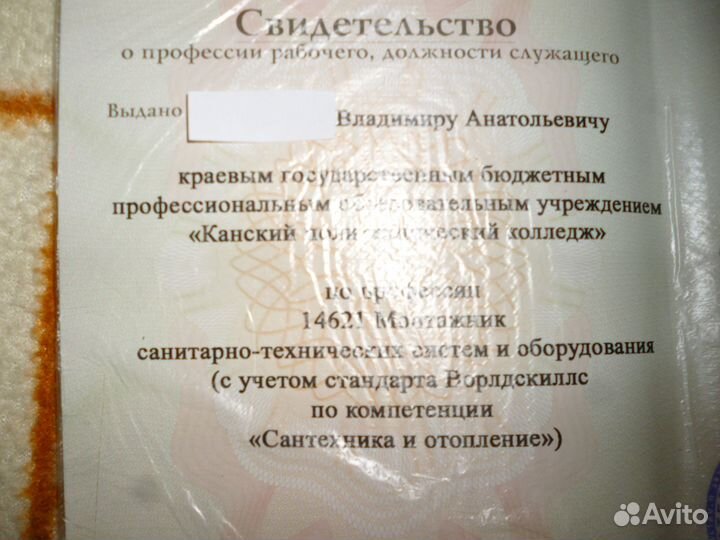 Свидетельство
о профессии рабочего, должности служащего
Выдано Владимиру Анатольевичу
краевым государственным бюджетным
профессиональным образовательным учреждением
«Канский политехнический колледж»
по профессии
14621 Монтажник
санитарно-технических систем и оборудования
(с учетом стандарта Ворлдскиллс
по компетенции
«Сантехника и отопление»)
Avito